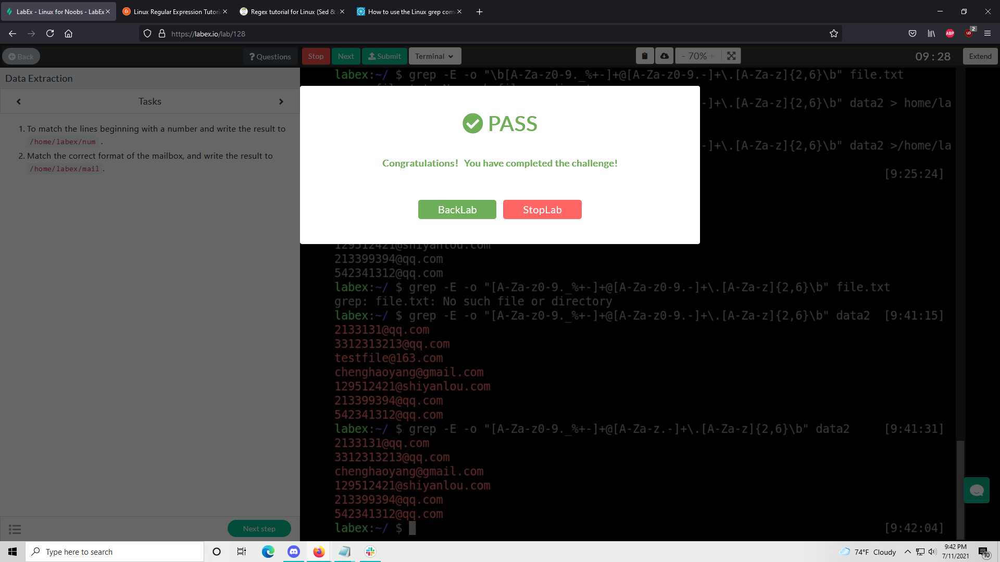 LabEx - Linux for Noobs - LabEx
Linux Regular Expression Tutori
Regex tutorial for Linux (Sed &
How to use the Linux grep com
https://labex.io/lab/128
ABP
UD
2
Back
? Questions
Stop
Next
Submit
Terminal
- 70% +
09 : 28
Extend
Data Extraction
Tasks
1. To match the lines beginning with a number and write the result to
/home/labex/num .
2. Match the correct format of the mailbox, and write the result to
/home/labex/mail .
Next step
labex:~/ $ grep -E -o "\b[A-Za-z0-9._%+-]+@[A-Za-z0-9.-]+\.[A-Za-z]{2,6}\b" file.txt
-]+\.[A-Za-z]{2,6}\b" data2 > home/la
-]+\.[A-Za-z]{2,6}\b" data2 >/home/la
[9:25:24]
PASS
Congratulations! You have completed the challenge!
BackLab
StopLab
129512421@shiyanlou.com
213399394@qq.com
542341312@qq.com
labex:~/ $ grep -E -o "[A-Za-z0-9._%+-]+@[A-Za-z0-9.-]+\.[A-Za-z]{2,6}\b" file.txt
grep: file.txt: No such file or directory
labex:~/ $ grep -E -o "[A-Za-z0-9._%+-]+@[A-Za-z0-9.-]+\.[A-Za-z]{2,6}\b" data2 [9:41:15]
2133131@qq.com
3312313213@qq.com
testfile@163.com
chenghaoyang@gmail.com
129512421@shiyanlou.com
213399394@qq.com
542341312@qq.com
labex:~/ $ grep -E -o "[A-Za-z0-9._%+-]+@[A-Za-z.-]+\.[A-Za-z]{2,6}\b" data2 [9:41:31]
2133131@qq.com
3312313213@qq.com
chenghaoyang@gmail.com
129512421@shiyanlou.com
213399394@qq.com
542341312@qq.com
labex:~/ $ [9:42:04]
Type here to search
74°F Cloudy
9:42 PM
7/11/2021
10